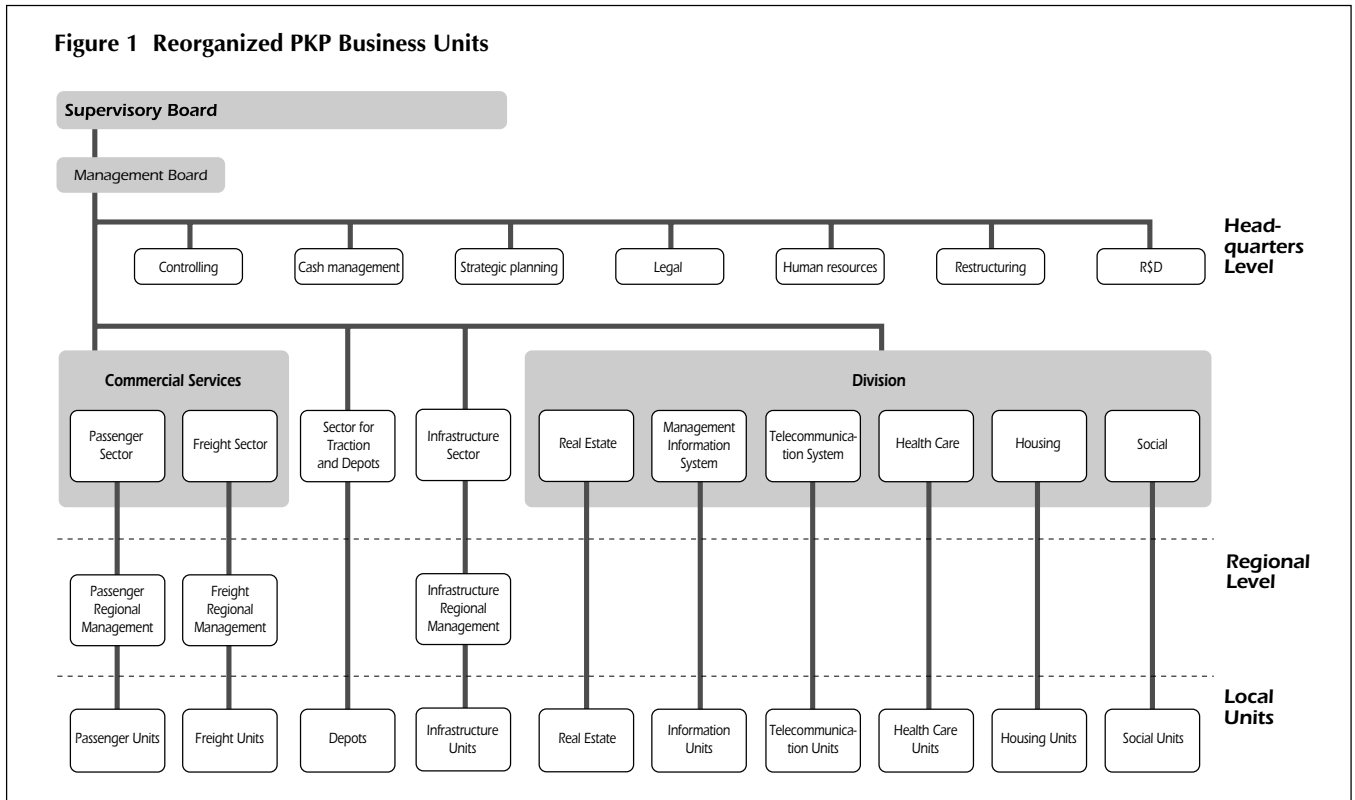 Figure 1 Reorganized PKP Business Units
Supervisory Board
Management Board
Head-
quarters
Level
Controlling
Cash management
Strategic planning
Legal
Human resources
Restructuring
R$D
Commercial Services
Division
Passenger
Sector
Freight Sector
Sector for
Traction
and Depots
Infrastructure
Sector
Real Estate
Management
Information
System
Telecommunica-
tion System
Health Care
Housing
Social
Regional
Level
Passenger
Regional
Management
Freight
Regional
Management
Infrastructure
Regional
Management
Local
Units
Passenger Units
Freight Units
Depots
Infrastructure
Units
Real Estate
Information
Units
Telecommunica-
tion Units
Health Care
Units
Housing Units
Social Units